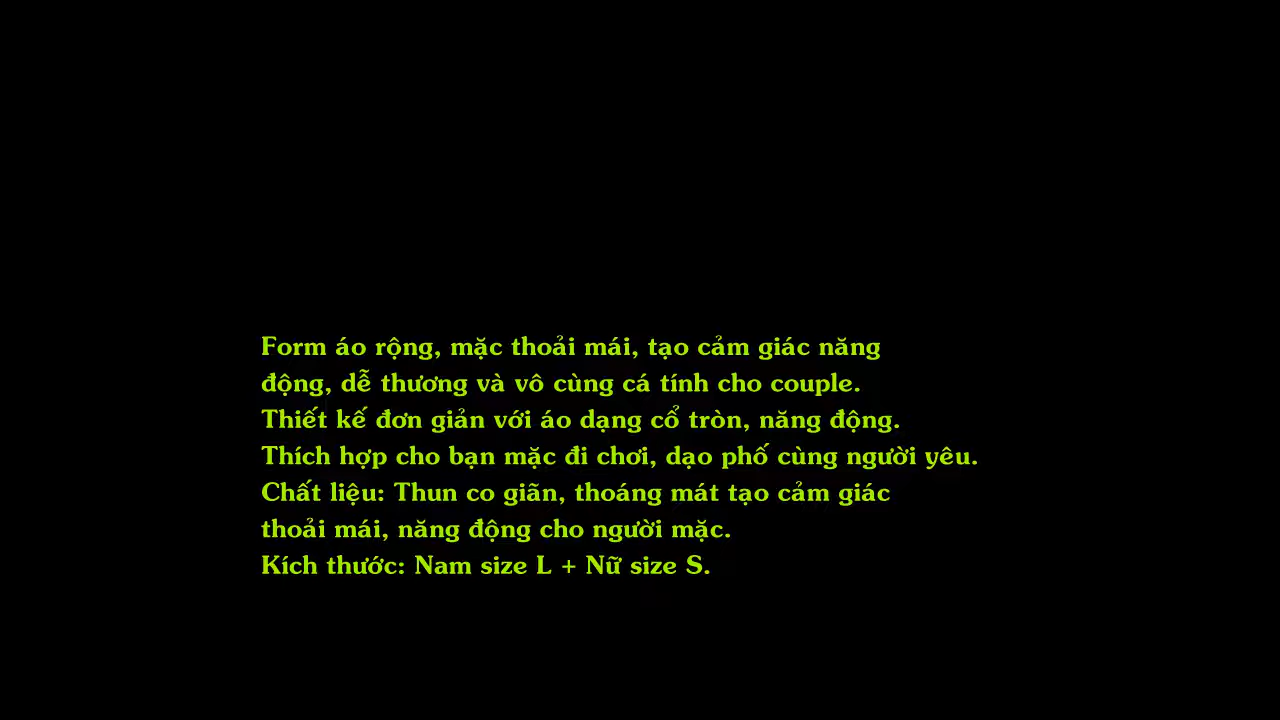 Form áo rộng, mặc thoải mái, tạo cảm giác năng
động, dễ thương và vô cùng cá tính cho couple.
Thiết kế đơn giản với áo dạng cổ tròn, năng động.
Thích hợp cho bạn mặc đi chơi, dạo phố cùng người yêu.
Chất liệu: Thun co giãn, thoáng mát tạo cảm giác
thoải mái, năng động cho người mặc.
Kích thước: Nam size L + Nữ size S.